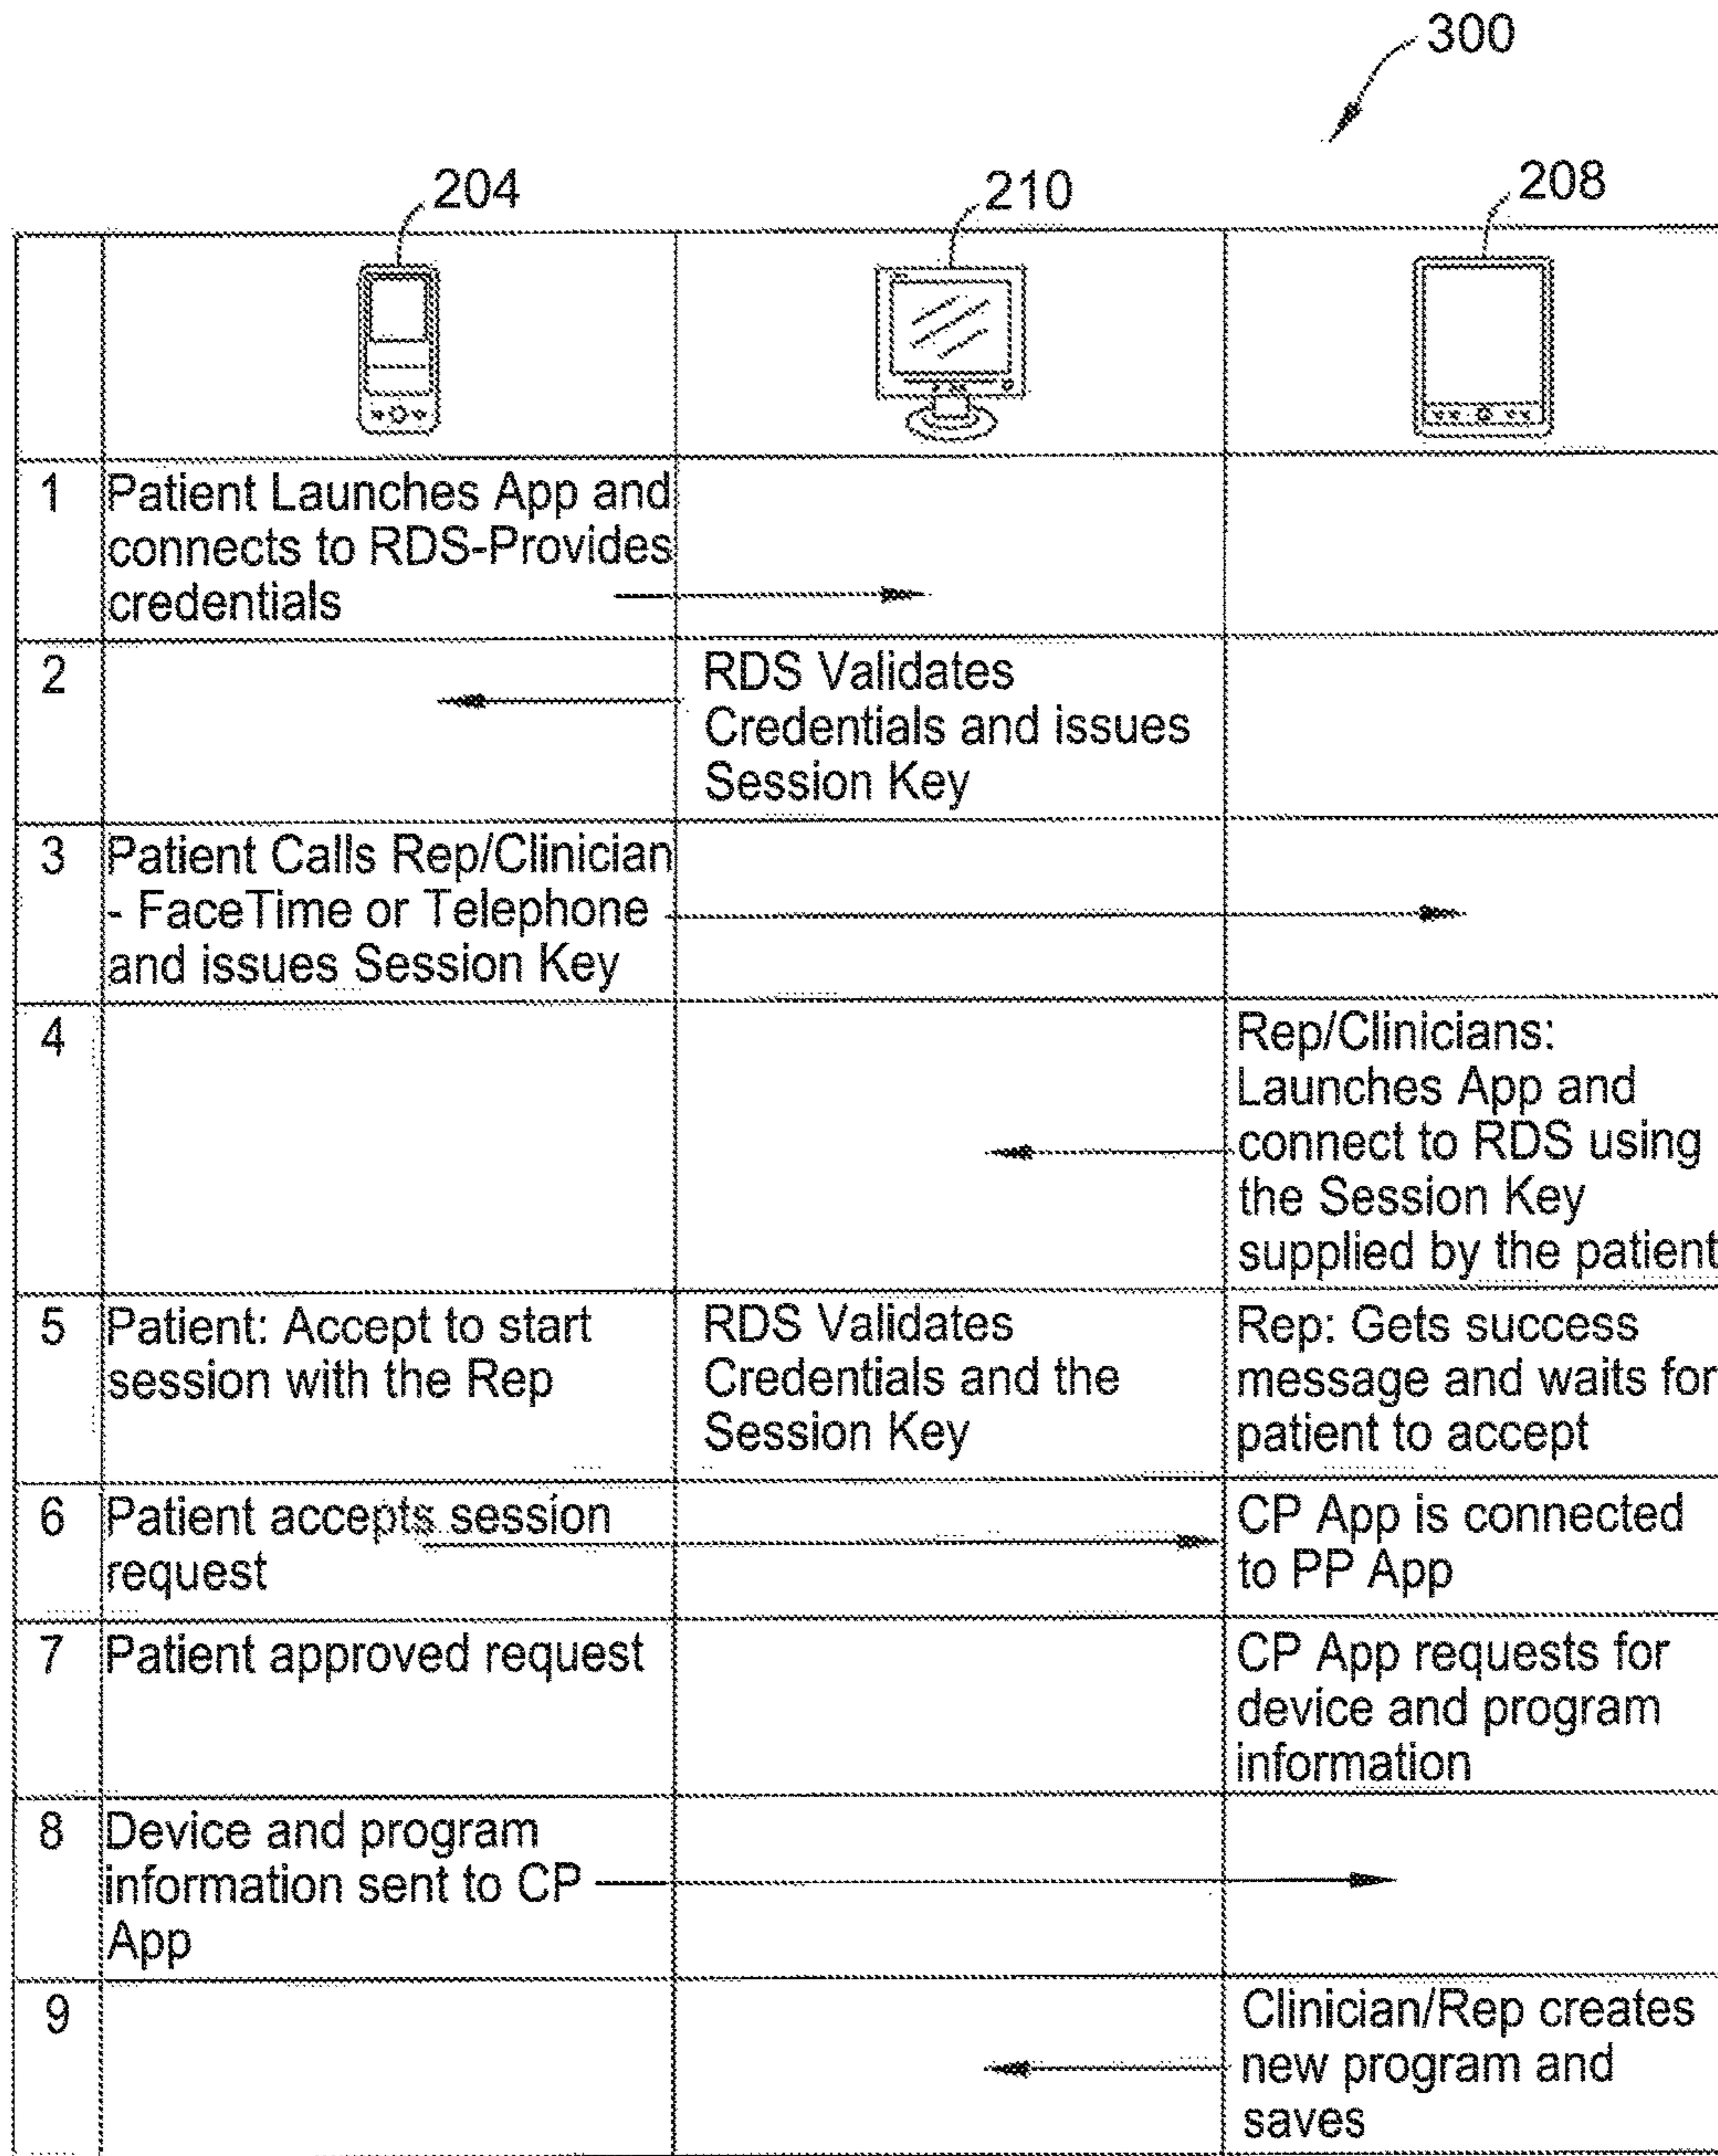 300
204
210
208
1
Patient Launches App and
connects to RDS-Provides
credentials
2
RDS Validates
Credentials and issues
Session Key
3
Patient Calls Rep/Clinician
- FaceTime or Telephone
and issues Session Key
4
Rep/Clinicians:
Launches App and
connect to RDS using
the Session Key
supplied by the patient
5
Patient: Accept to start
session with the Rep
RDS Validates
Credentials and the
Session Key
Rep: Gets success
message and waits for
patient to accept
6
Patient accepts session
request
CP App is connected
to PP App
7
Patient approved request
CP App requests for
device and program
information
8
Device and program
information sent to CP
App
9
Clinician/Rep creates
new program and
saves